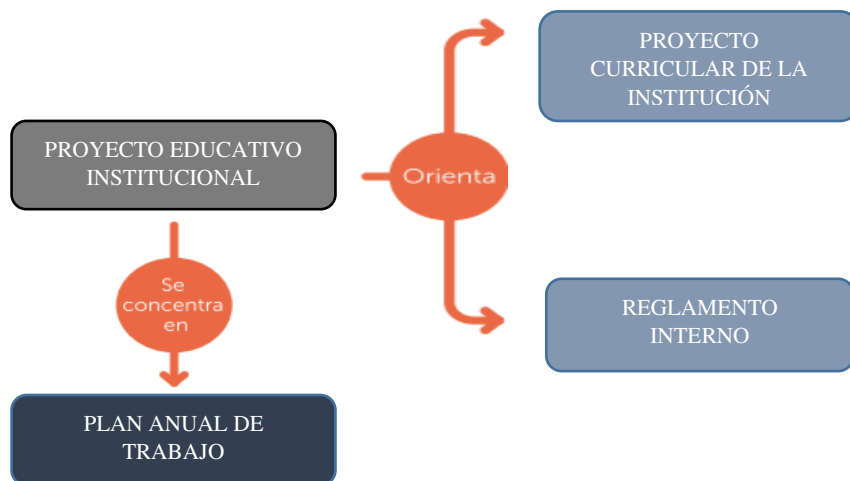 PROYECTO
CURRICULAR DE LA
INSTITUCIÓN
PROYECTO EDUCATIVO
INSTITUCIONAL
Orienta
Se
concentra
en
REGLAMENTO
INTERNO
PLAN ANUAL DE
TRABAJO